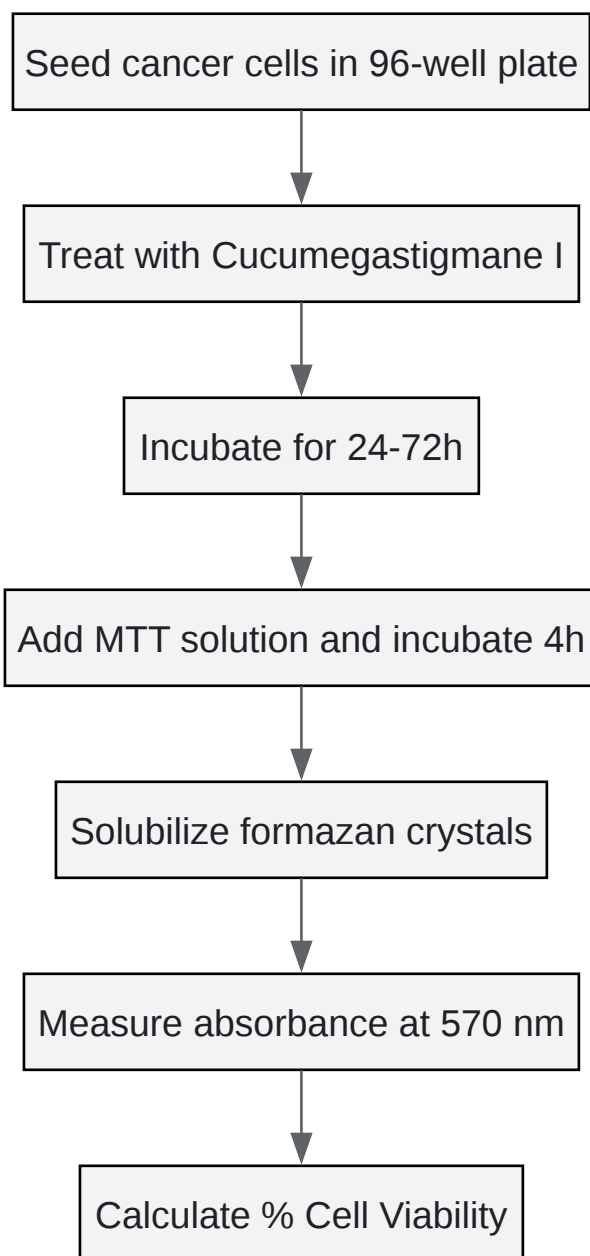 Seed cancer cells in 96-well plate
Treat with Cucumegastigmane I
Incubate for 24-72h
Add MTT solution and incubate 4h
Solubilize formazan crystals
Measure absorbance at 570 nm
Calculate % Cell Viability